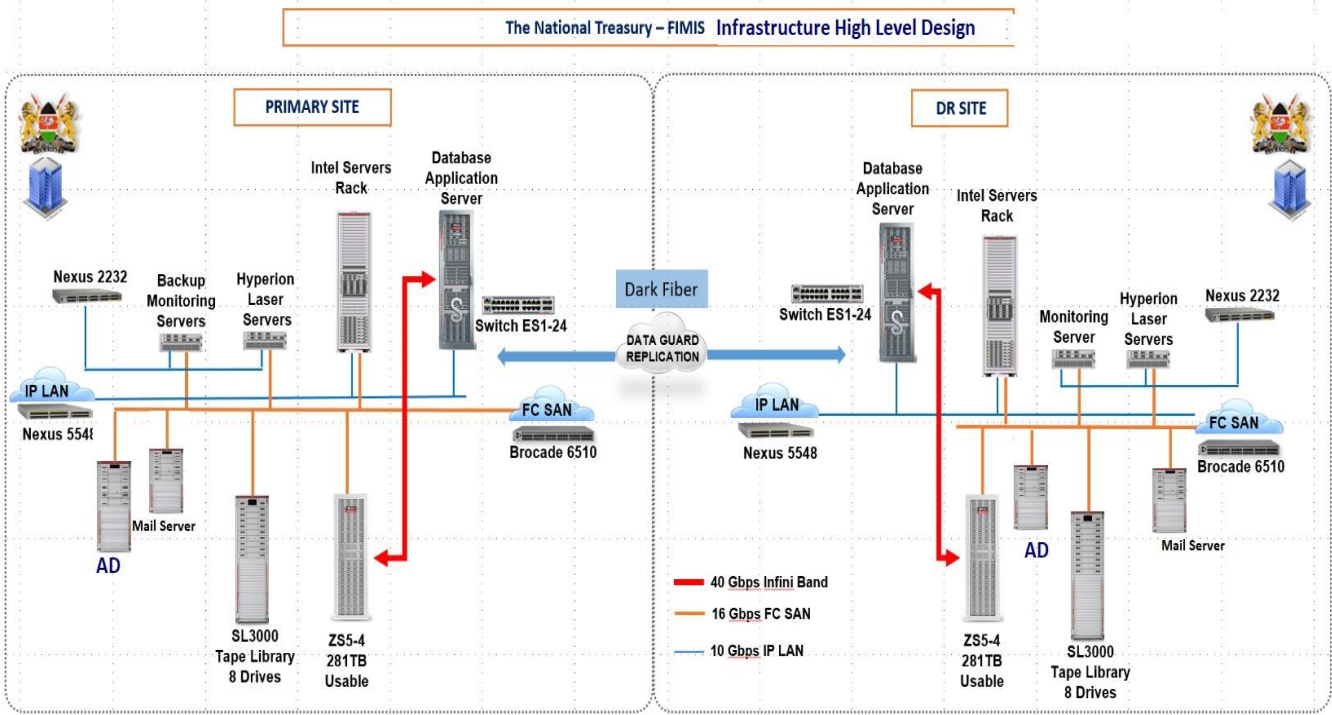 The National Treasury – FIMIS Infrastructure High Level Design
PRIMARY SITE
Intel Servers
Rack
Database
Application
Server
Nexus 2232
Backup
Monitoring
Servers
Hyperion
Laser
Servers
Switch ES1-24
IP LAN
Nexus 5548
FC SAN
Brocade 6510
Mail Server
AD
SL3000
Tape Library
8 Drives
ZS5-4
281TB
Usable
Dark Fiber
DATA GUARD
REPLICATION
DR SITE
Database
Application
Server
Intel Servers
Rack
Switch ES1-24
Monitoring
Server
Hyperion
Laser
Servers
Nexus 2232
IP LAN
Nexus 5548
FC SAN
Brocade 6510
AD
Mail Server
ZS5-4
281TB
Usable
SL3000
Tape Library
8 Drives
40 Gbps Infini Band
16 Gbps FC SAN
10 Gbps IP LAN